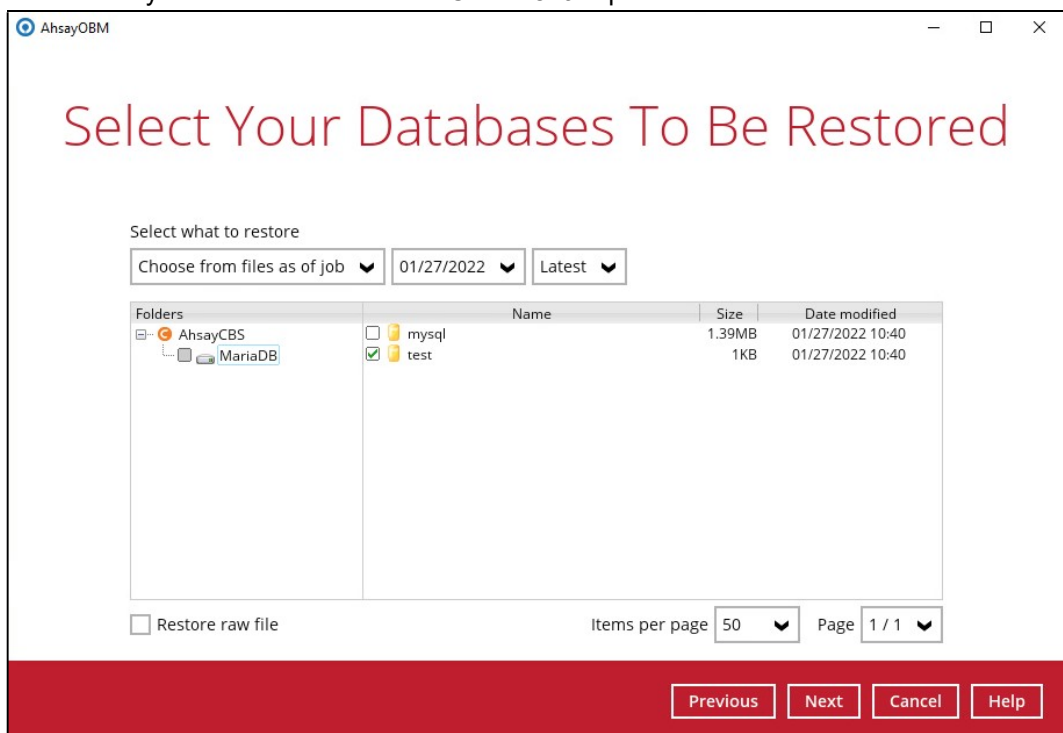 AhsayOBM
Select Your Databases To Be Restored
Select what to restore
Choose from files as of job 01/27/2022 Latest
Folders Name Size Date modified
AhsayCBS mysql 1.39MB 01/27/2022 10:40
MariaDB test 1KB 01/27/2022 10:40
Restore raw file Items per page 50 Page 1 / 1
Previous Next Cancel Help